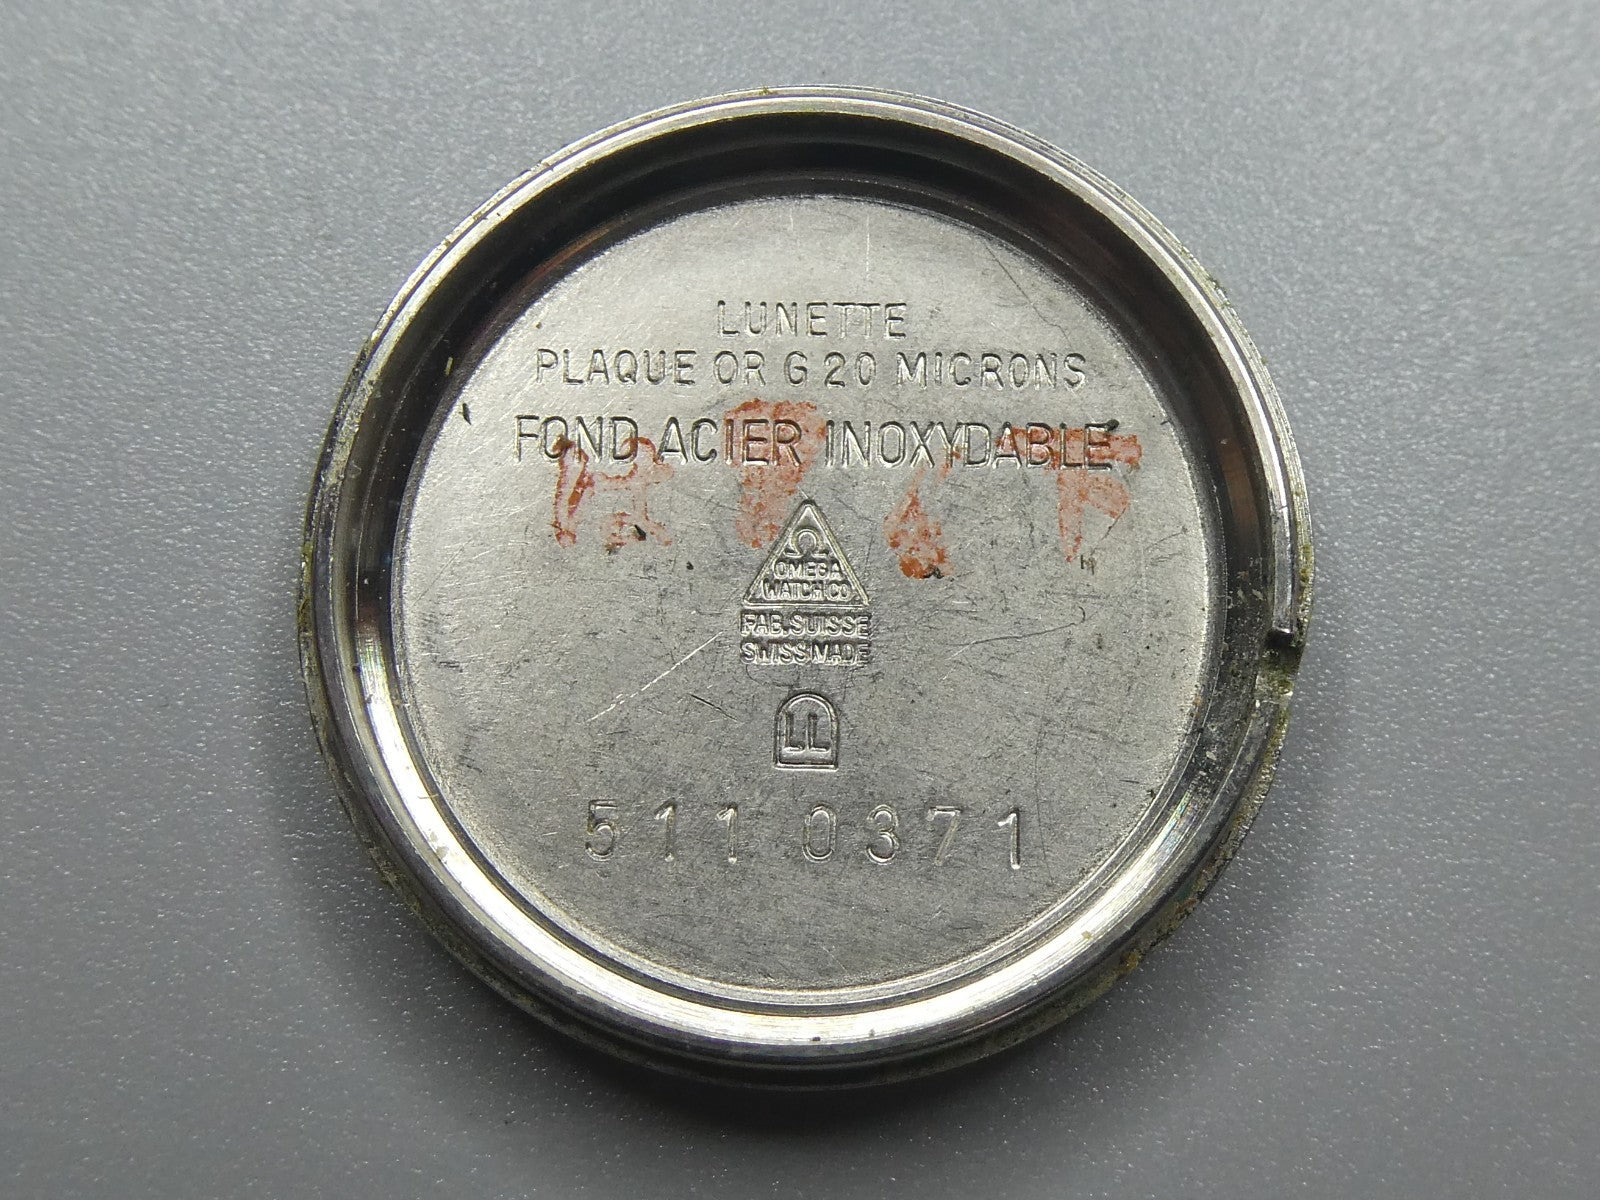 LUNETTE
PLAQUE OR G 20 MICRONS
FOND ACIER INOXYDABLE
Ω
OMEGA
WATCH CO
FAB. SUISSE
SWISS MADE
511 0371